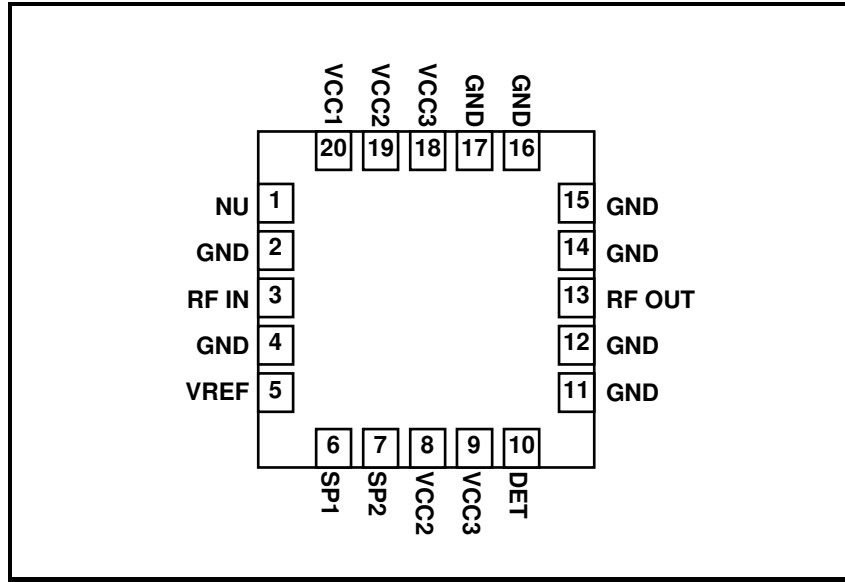 VCC1 VCC2 VCC3 GND GND
20 19 18 17 16
NU 1 15 GND
GND 2 14 GND
RF IN 3 13 RF OUT
GND 4 12 GND
VREF 5 11 GND
6 7 8 9 10
SP1 SP2 VCC2 VCC3 DET